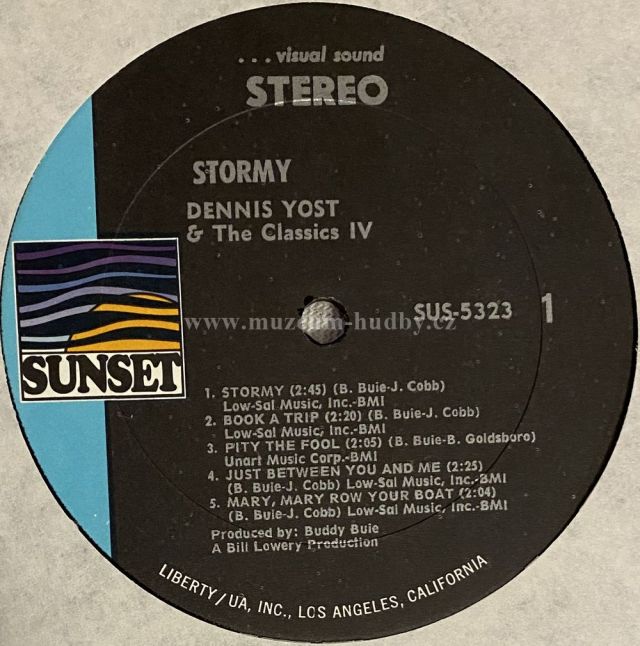 . . . visual sound
STEREO
STORMY
DENNIS YOST
& The Classics IV
www.muzeum-hudby.cz
SUS-5323 1
SUNSET
1. STORMY (2:45) (B. Buie-J. Cobb)
Low-Sal Music, Inc.-BMI
2. BOOK A TRIP (2:20) (B. Buie-J. Cobb)
Low-Sal Music, Inc.-BMI
3. PITY THE FOOL (2:05) (B. Buie-B. Goldsboro)
Unart Music Corp.-BMI
4. JUST BETWEEN YOU AND ME (2:25)
(B. Buie-J. Cobb) Low-Sal Music, Inc.-BMI
5. MARY, MARY ROW YOUR BOAT (2:04)
(B. Buie-J. Cobb) Low-Sal Music, Inc.-BMI
Produced by: Buddy Buie
A Bill Lowery Production
LIBERTY/UA, INC., LOS ANGELES, CALIFORNIA